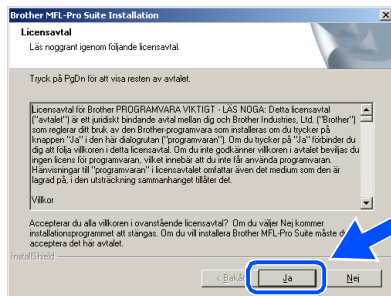 Brother MFL-Pro Suite Installation
Licensavtal
Läs noggrant igenom följande licensavtal.
Tryck på PgDn för att visa resten av avtalet.
Licensavtal för Brother PROGRAMVARA VIKTIGT - LÄS NOGA: Detta licensavtal
("avtalet") är ett juridiskt bindande avtal mellan dig och Brother Industries, Ltd. ("Brother")
som reglerar ditt bruk av den Brother-programvara som installeras om du trycker på
knappen "Ja" i den här dialogrutan ("programvaran"). Om du trycker på "Ja" förbinder du
dig att följa villkoren i detta avtal. Om du inte godkänner villkoren i avtalet beviljas du
ingen licens för programvaran, vilket innebär att du inte får använda programvaran.
Hänvisningar till "programvaran" i licensavtalet omfattar även det medium som den är
lagrad på, i den utsträckning sammanhanget tillåter det.
Villkor
Accepterar du alla villkoren i ovanstående licensavtal? Om du väljer Nej kommer
installationsprogrammet att stängas. Om du vill installera Brother MFL-Pro Suite måste du
acceptera det här avtalet.
InstallShield
< Bakåt Ja Nej